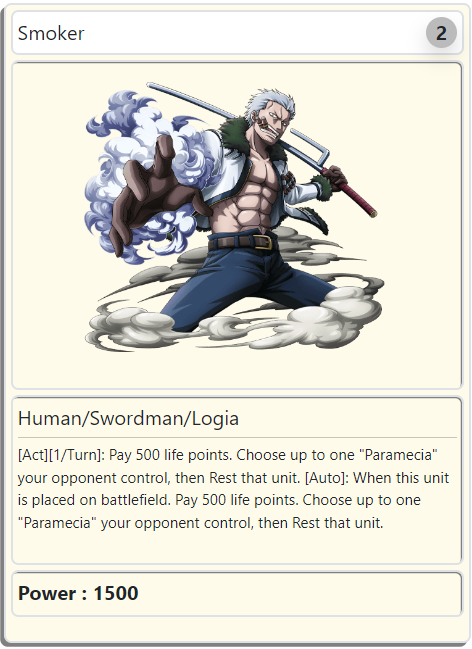 Smoker
2
Human/Swordman/Logia
[Act][1/Turn]: Pay 500 life points. Choose up to one "Paramecia"
your opponent control, then Rest that unit. [Auto]: When this unit
is placed on battlefield. Pay 500 life points. Choose up to one
"Paramecia" your opponent control, then Rest that unit.
Power : 1500